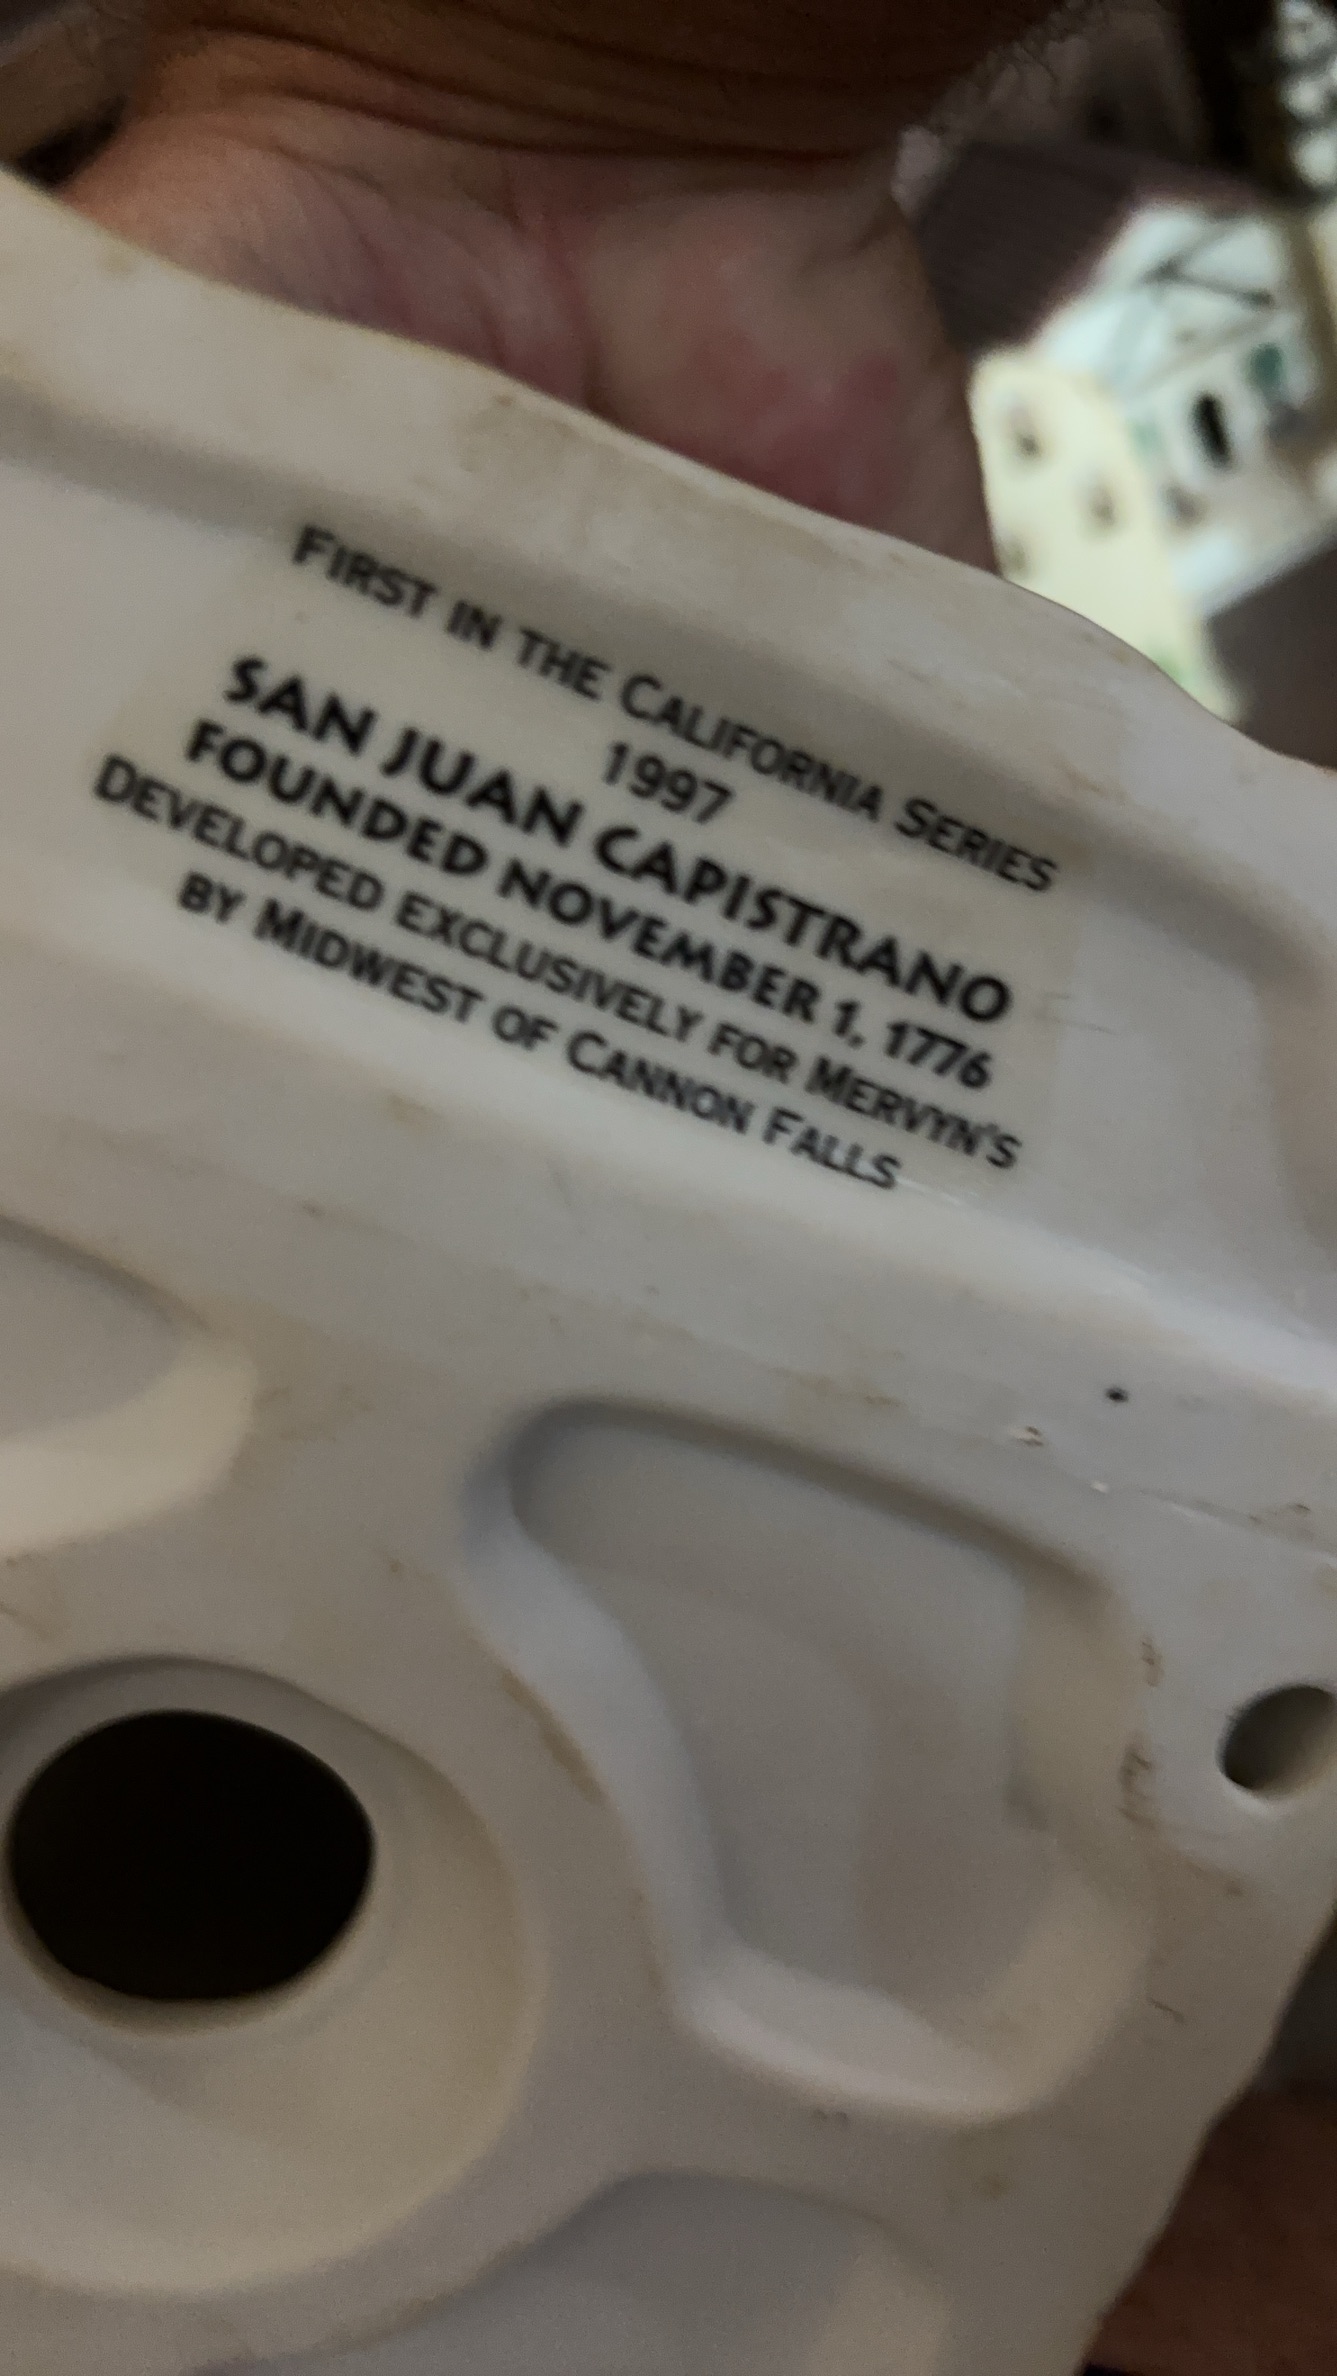 First in the California Series
1997
SAN JUAN CAPISTRANO
FOUNDED NOVEMBER 1, 1776
Developed exclusively for Mervyn's
by Midwest of Cannon Falls